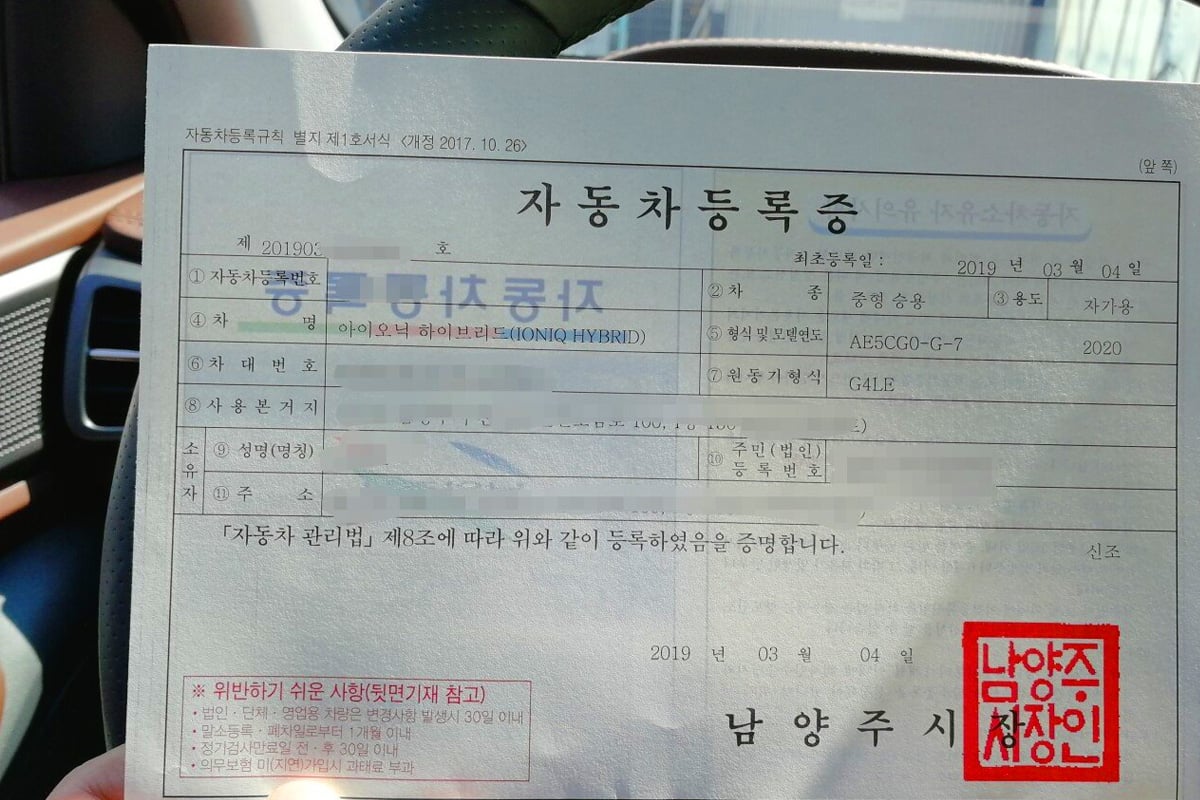 자동차등록규칙 별지 제1호서식 <개정 2017. 10. 26>
(앞 쪽)
자동차등록증
제 201903 호
최초등록일 : 2019 년 03 월 04 일
① 자동차등록번호
② 차 종 중형 승용 ③ 용도 자가용
④ 차 명 아이오닉 하이브리드(IONIQ HYBRID)
⑤ 형식 및 모델연도 AE5CG0-G-7 2020
⑥ 차 대 번 호
⑦ 원 동 기 형 식 G4LE
⑧ 사 용 본 거 지
소유자
⑨ 성명(명칭)
⑩ 주민(법인)
등록번호
⑪ 주 소
「자동차 관리법」 제8조에 따라 위와 같이 등록하였음을 증명합니다.
신조
2019 년 03 월 04 일
남 양 주 시 장
남양주
시장인
※ 위반하기 쉬운 사항(뒷면기재 참고)
• 법인 · 단체 · 영업용 차량은 변경사항 발생시 30일 이내
• 말소등록 · 폐차일로부터 1개월 이내
• 정기검사만료일 전 · 후 30일 이내
• 의무보험 미(지연)가입시 과태료 부과